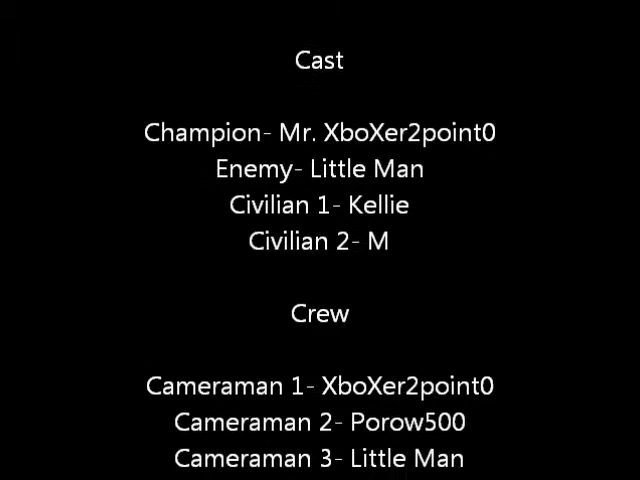 Cast
Champion- Mr. XboXer2point0
Enemy- Little Man
Civilian 1- Kellie
Civilian 2- M
Crew
Cameraman 1- XboXer2point0
Cameraman 2- Porow500
Cameraman 3- Little Man